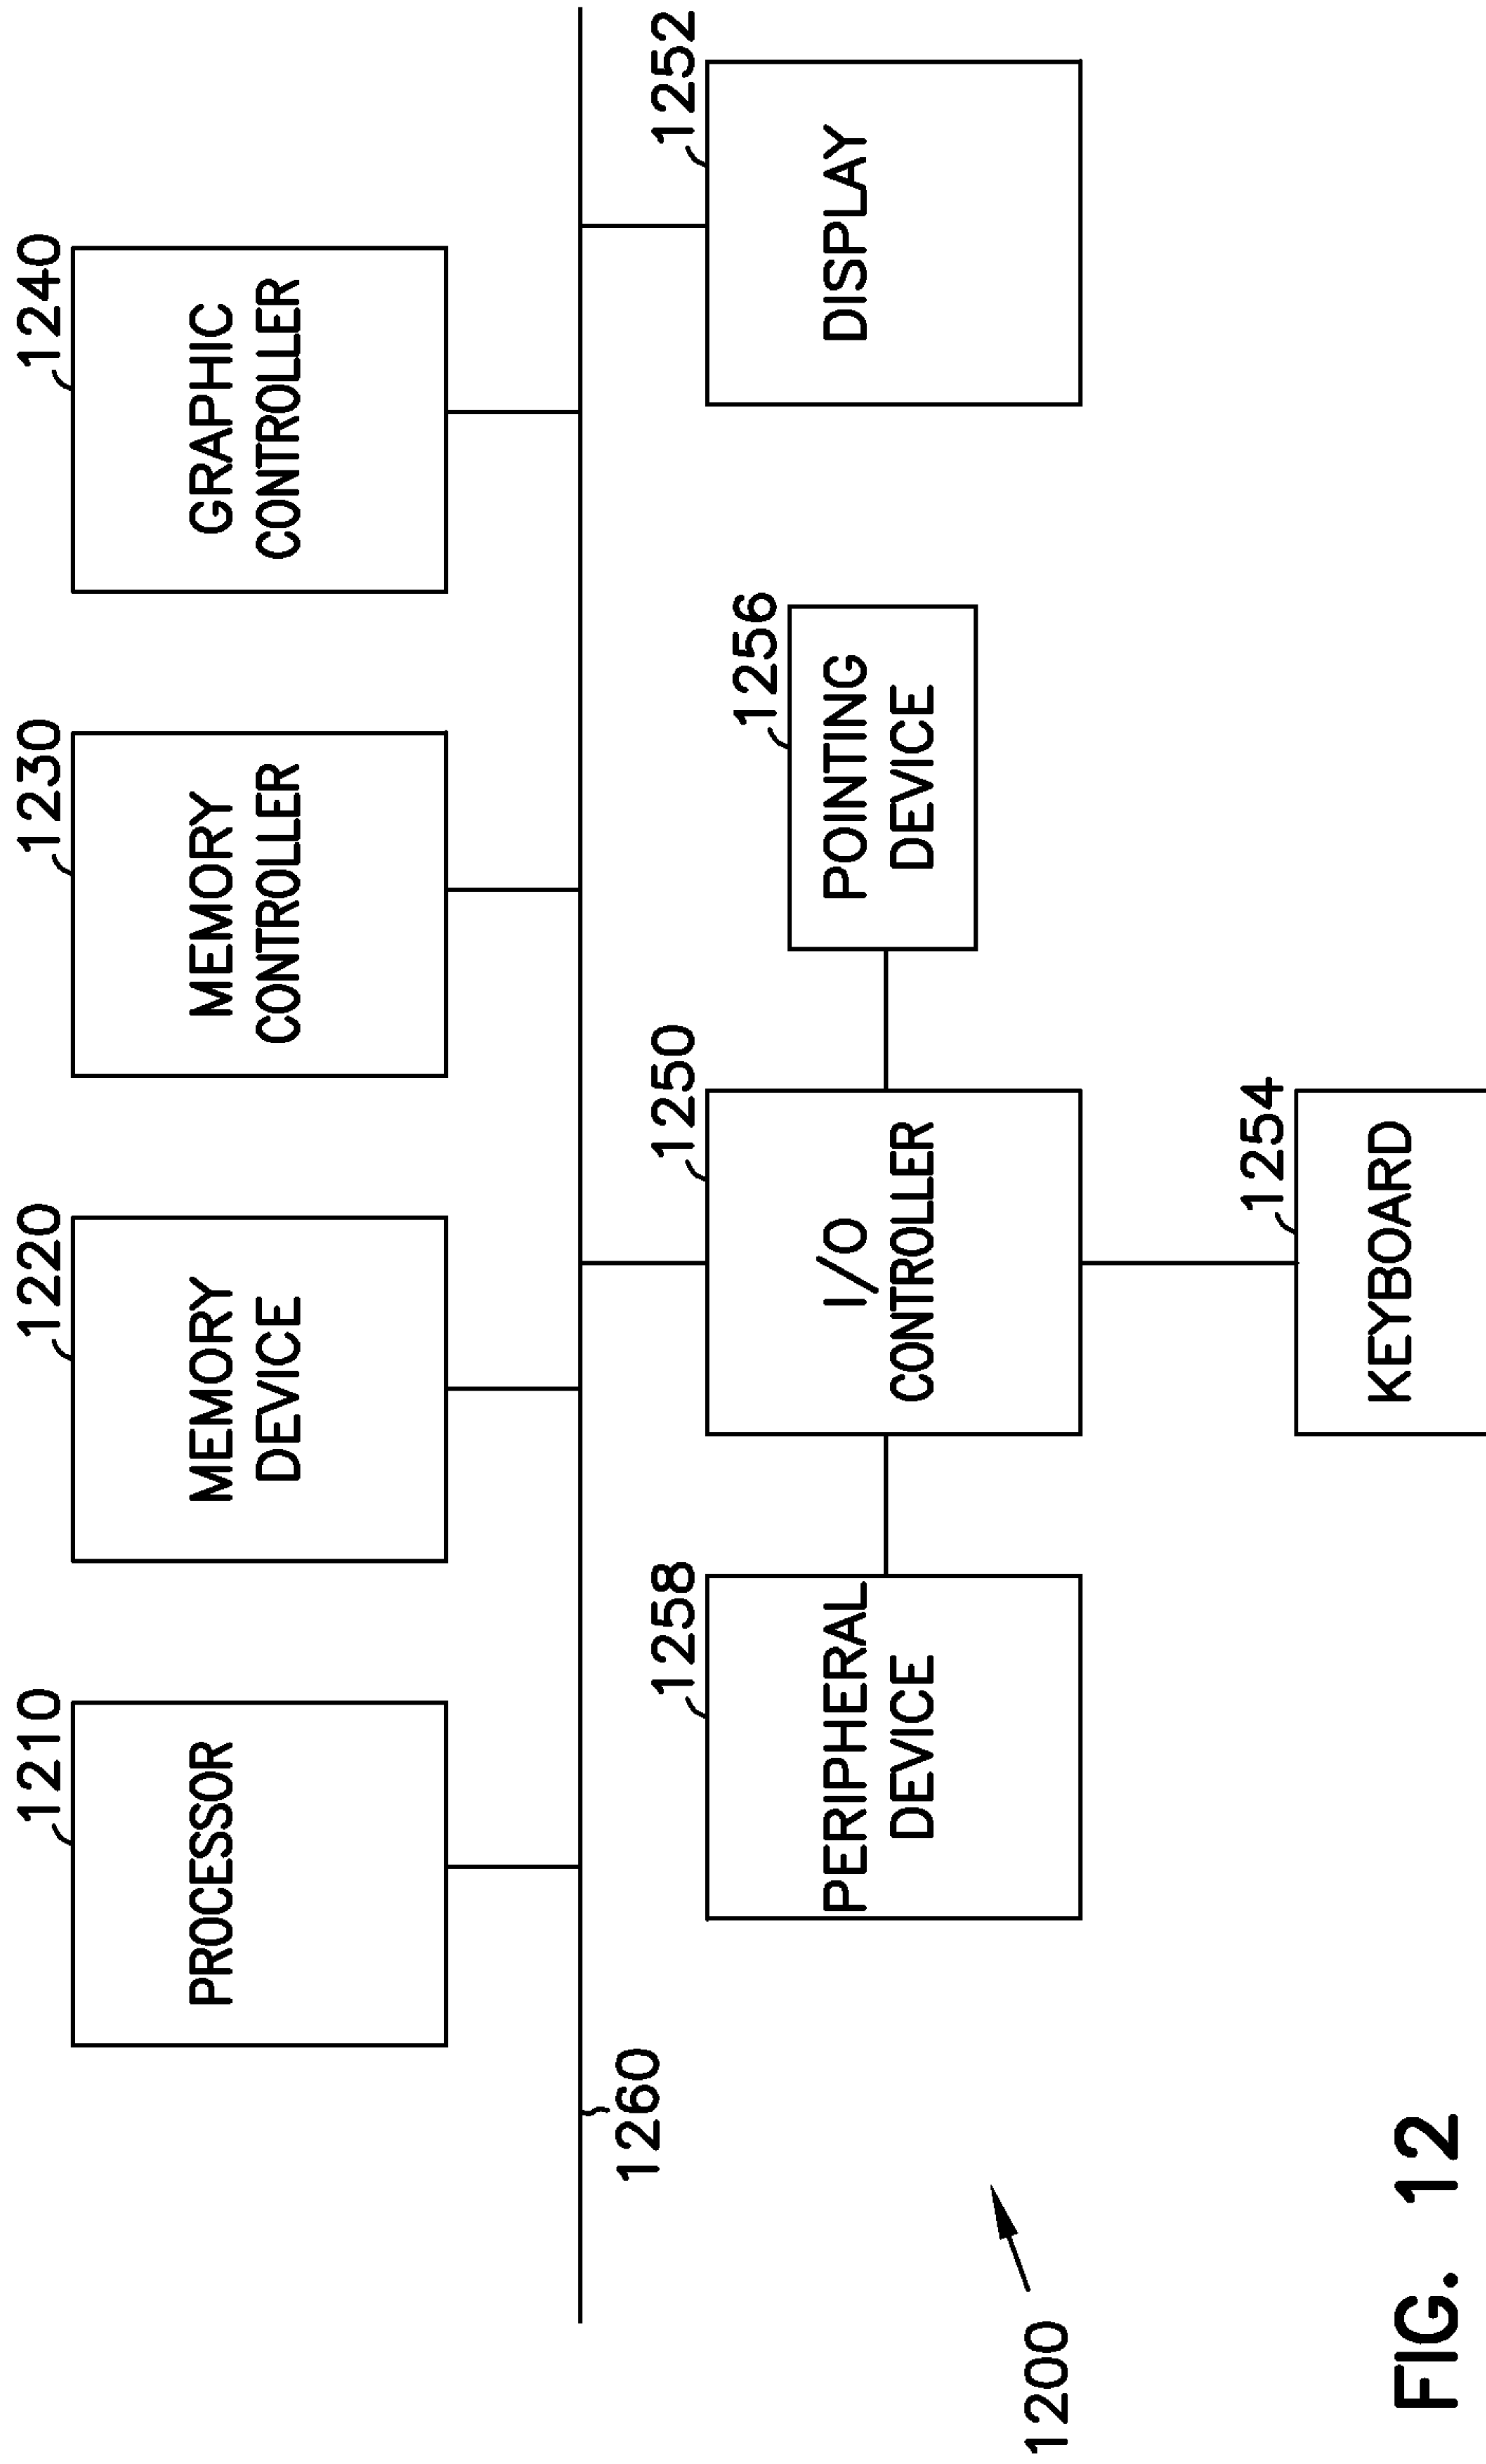 1210
PROCESSOR
1220
MEMORY
DEVICE
1230
MEMORY
CONTROLLER
1240
GRAPHIC
CONTROLLER
1260
1258
PERIPHERAL
DEVICE
1250
I/O
CONTROLLER
1256
POINTING
DEVICE
1252
DISPLAY
1200
1254
KEYBOARD
FIG. 12